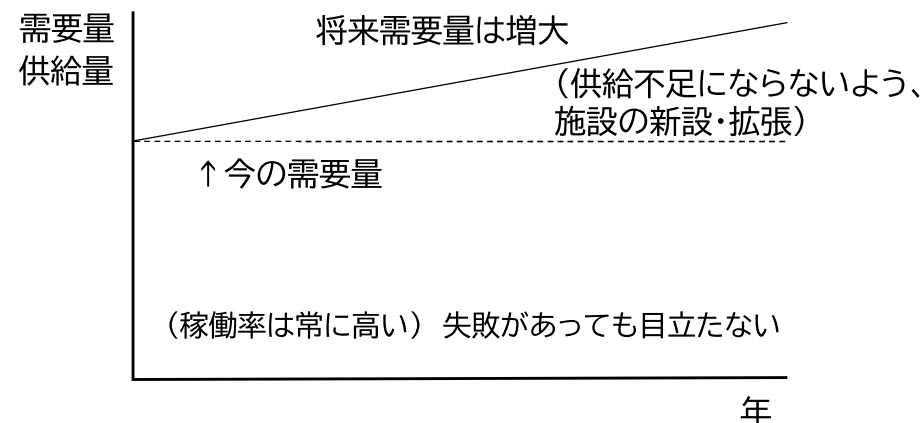 需要量
供給量
将来需要量は増大
（供給不足にならないよう、
施設の新設・拡張）
↑今の需要量
（稼働率は常に高い） 失敗があっても目立たない
年